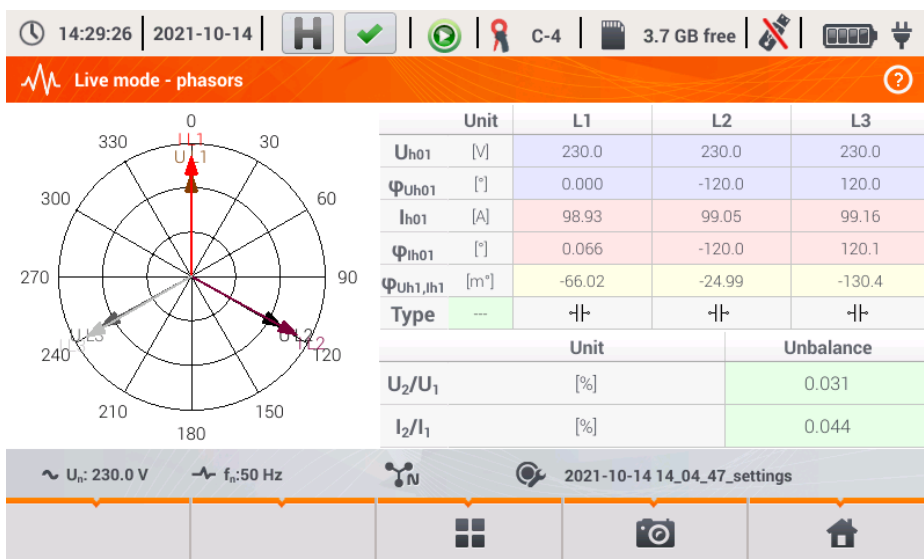 14:29:26 2021-10-14 H C-4 3.7 GB free
Live mode - phasors ?
0
30
60
90
120
150
180
210
240
270
300
330
U L1
U L2
L3
Unit L1 L2 L3
Uh01 [V] 230.0 230.0 230.0
φUh01 [°] 0.000 -120.0 120.0
Ih01 [A] 98.93 99.05 99.16
φIh01 [°] 0.066 -120.0 120.1
φUh1,Ih1 [m°] -66.02 -24.99 -130.4
Type ---
Unit Unbalance
U2/U1 [%] 0.031
I2/I1 [%] 0.044
Un: 230.0 V fn:50 Hz N 2021-10-14 14_04_47_settings